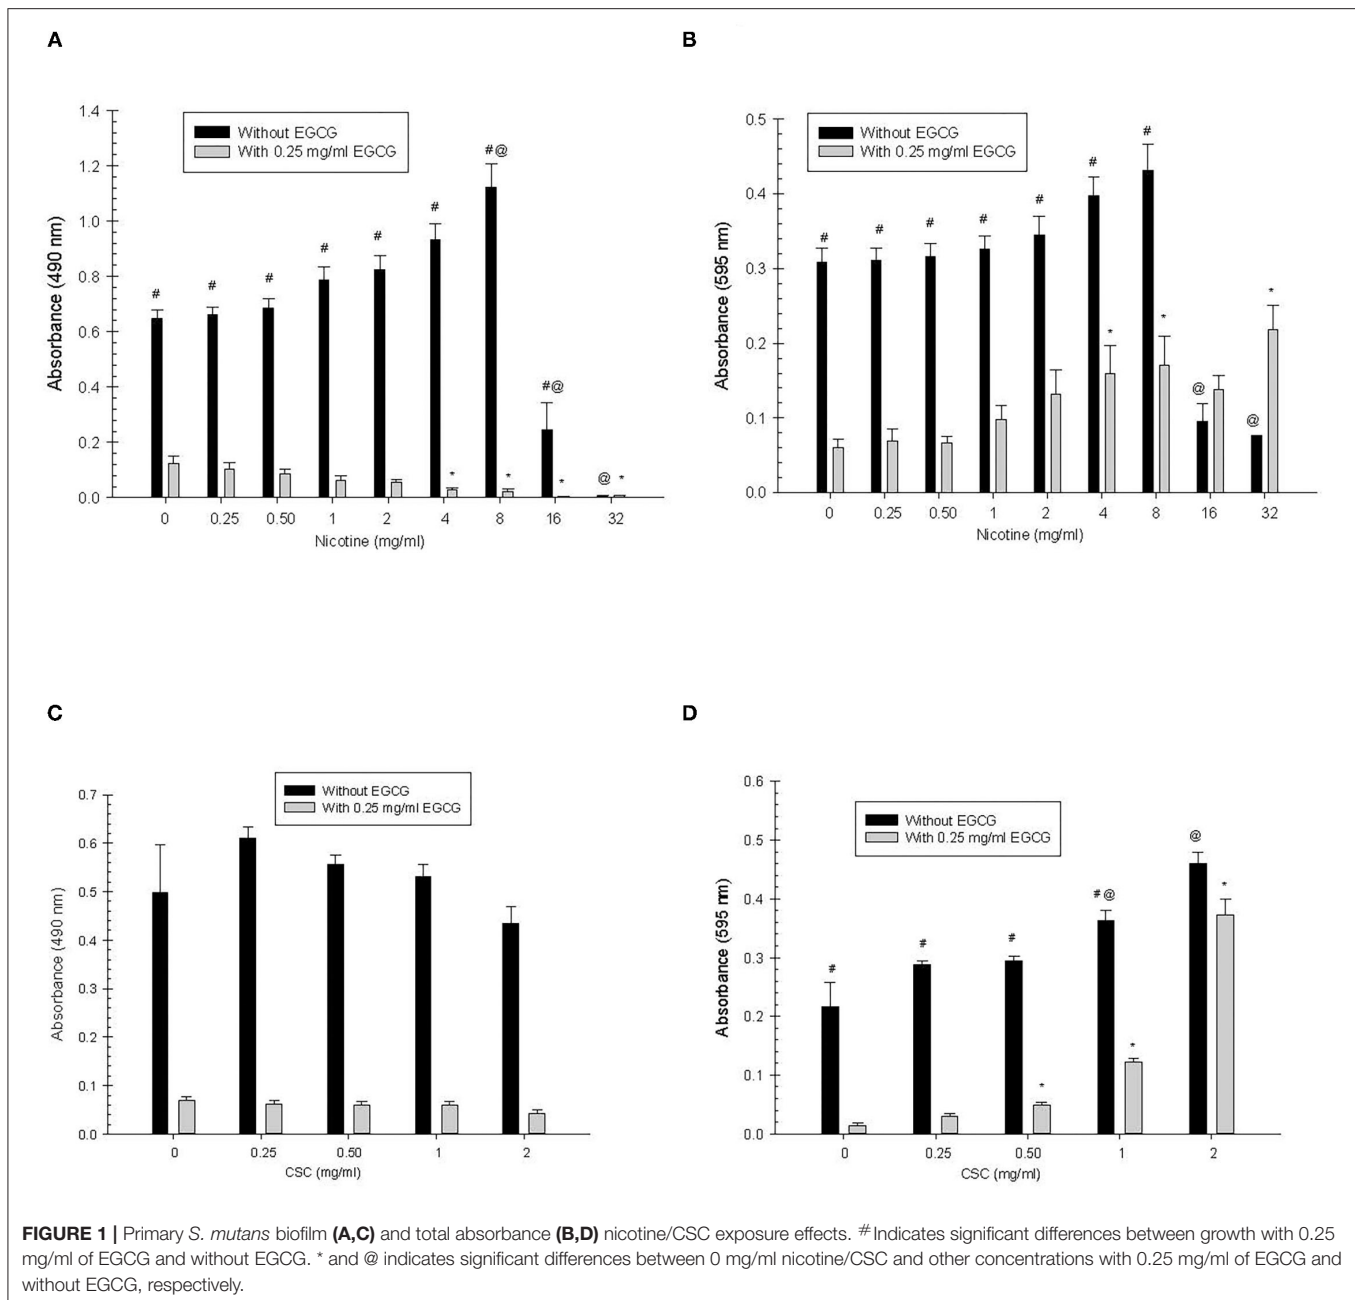 A
1.4
1.2
1.0
0.8
0.6
0.4
0.2
0.0
Absorbance (490 nm)
Without EGCG
With 0.25 mg/ml EGCG
# # # # # # #@ #@ @
* * * *
0 0.25 0.50 1 2 4 8 16 32
Nicotine (mg/ml)
B
0.5
0.4
0.3
0.2
0.1
0.0
Absorbance (595 nm)
Without EGCG
With 0.25 mg/ml EGCG
# # # # # # # @ @
* * *
0 0.25 0.50 1 2 4 8 16 32
Nicotine (mg/ml)
C
0.7
0.6
0.5
0.4
0.3
0.2
0.1
0.0
Absorbance (490 nm)
Without EGCG
With 0.25 mg/ml EGCG
0 0.25 0.50 1 2
CSC (mg/ml)
D
0.6
0.5
0.4
0.3
0.2
0.1
0.0
Absorbance (595 nm)
Without EGCG
With 0.25 mg/ml EGCG
# # # #@ @
* * *
0 0.25 0.50 1 2
CSC (mg/ml)
FIGURE 1 | Primary S. mutans biofilm (A,C) and total absorbance (B,D) nicotine/CSC exposure effects. #Indicates significant differences between growth with 0.25
mg/ml of EGCG and without EGCG. * and @ indicates significant differences between 0 mg/ml nicotine/CSC and other concentrations with 0.25 mg/ml of EGCG and
without EGCG, respectively.